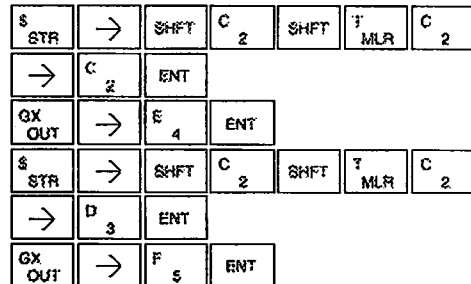 $ STR → SHFT C 2 SHFT T MLR C 2
→ C 2 ENT
GX OUT → E 4 ENT
$ STR → SHFT C 2 SHFT T MLR C 2
→ D 3 ENT
GX OUT → F 5 ENT